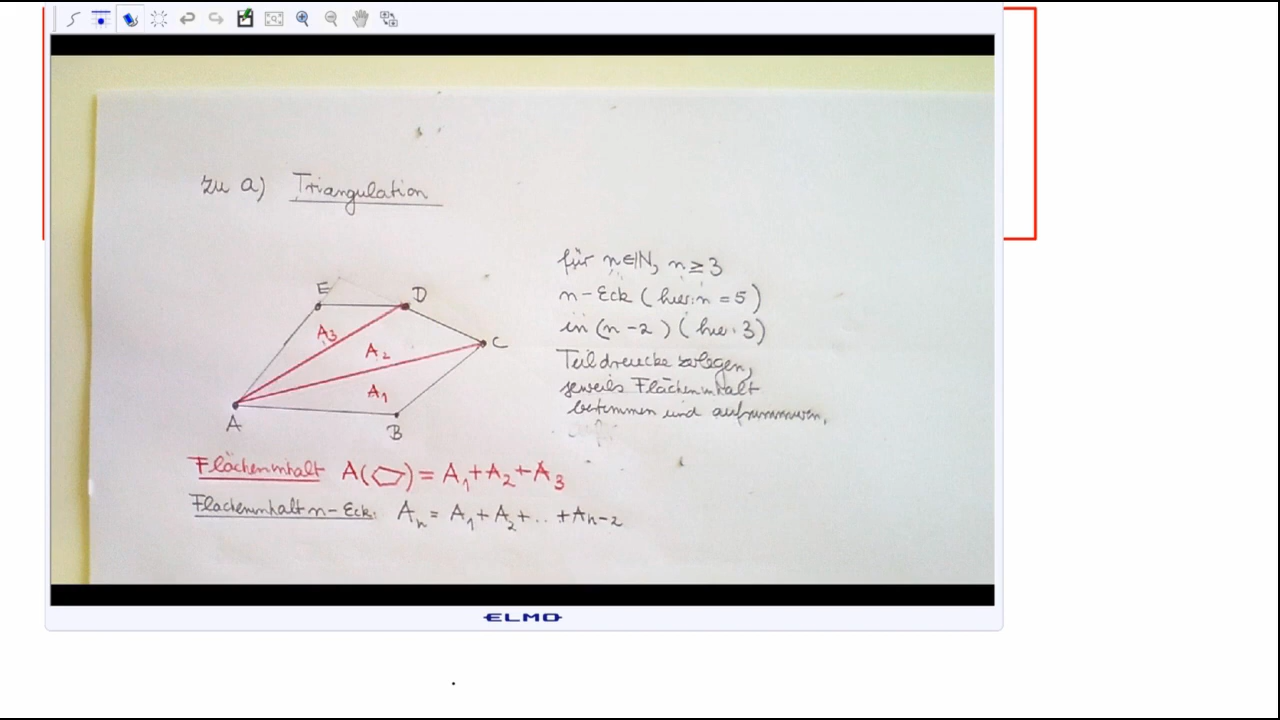 zu a) Triangulation
für n∈ℕ, n ≥ 3
n-Eck (hier: n = 5)
in (n-2) (hier: 3)
Teildreiecke zerlegen,
jeweils Flächeninhalt
bestimmen und aufsummieren.
E
D
C
A
B
A₃
A₂
A₁
Flächeninhalt A(⬠) = A₁+A₂+A₃
Flächeninhalt n-Eck: Aₙ = A₁+A₂+..+Aₙ₋₂
ELMO